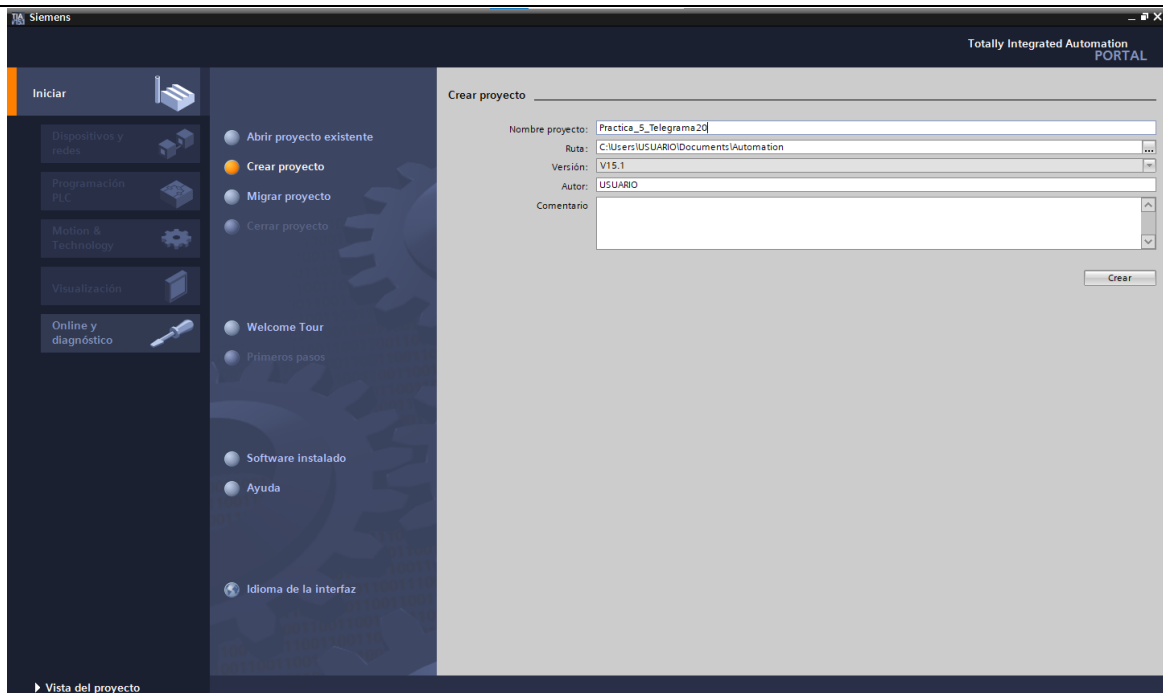 Siemens
Totally Integrated Automation
PORTAL
Iniciar
Dispositivos y
redes
Programación
PLC
Motion &
Technology
Visualización
Online y
diagnóstico
Abrir proyecto existente
Crear proyecto
Migrar proyecto
Cerrar proyecto
Welcome Tour
Primeros pasos
Software instalado
Ayuda
Idioma de la interfaz
Crear proyecto
Nombre proyecto: Practica_5_Telegrama20
Ruta: C:\Users\USUARIO\Documents\Automation ...
Versión: V15.1
Autor: USUARIO
Comentario
Crear
Vista del proyecto